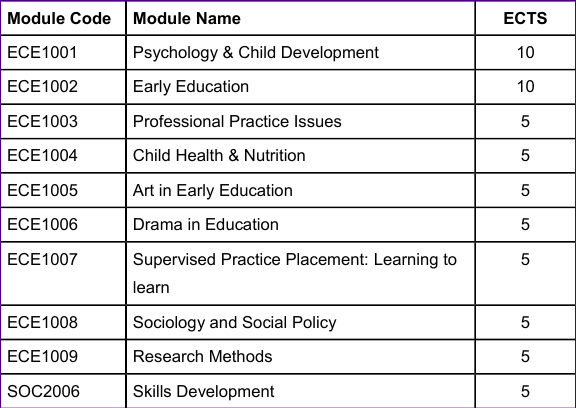 Module Code Module Name ECTS
ECE1001 Psychology & Child Development 10
ECE1002 Early Education 10
ECE1003 Professional Practice Issues 5
ECE1004 Child Health & Nutrition 5
ECE1005 Art in Early Education 5
ECE1006 Drama in Education 5
ECE1007 Supervised Practice Placement: Learning to 5
learn
ECE1008 Sociology and Social Policy 5
ECE1009 Research Methods 5
SOC2006 Skills Development 5